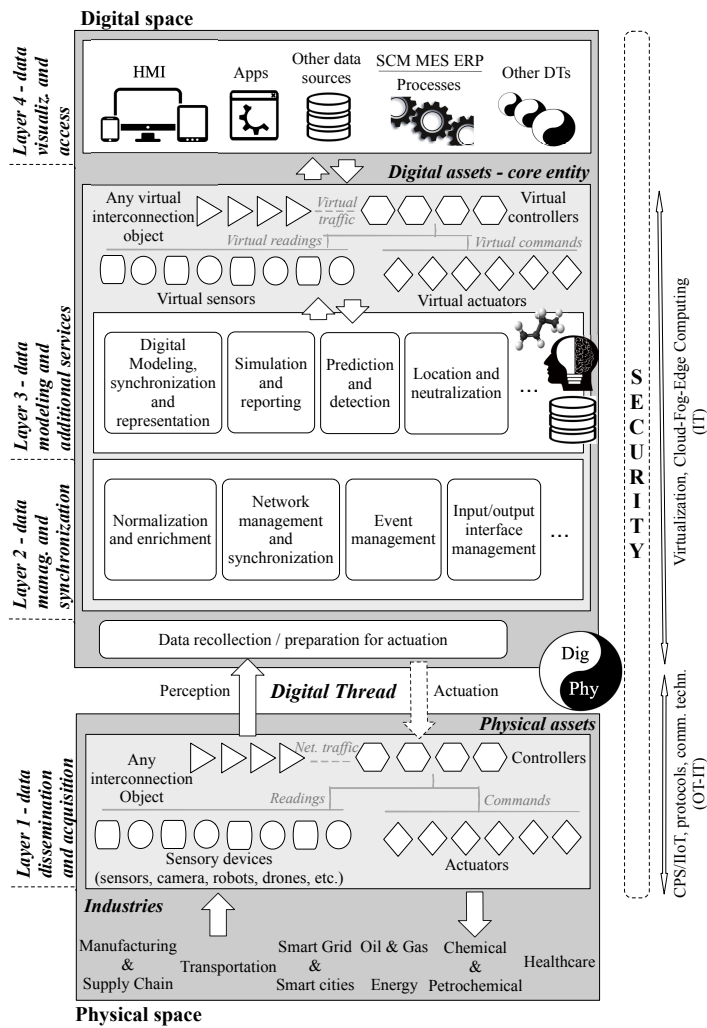 Digital space
Layer 4 - data
visualiz. and
access
HMI
Apps
Other data
sources
SCM MES ERP
Processes
Other DTs
Digital assets - core entity
Any virtual
interconnection
object
Virtual
traffic
Virtual
controllers
Virtual readings
Virtual commands
Virtual sensors
Virtual actuators
Layer 3 - data
modeling and
additional services
Digital
Modeling,
synchronization
and
representation
Simulation
and
reporting
Prediction
and
detection
Location and
neutralization
...
Layer 2 - data
manag. and
synchronization
Normalization
and enrichment
Network
management
and
synchronization
Event
management
Input/output
interface
management
...
Data recollection / preparation for actuation
Dig
Phy
Perception
Digital Thread
Actuation
Physical assets
Layer 1 - data
dissemination
and acquisition
Any
interconnection
Object
Net. traffic
Controllers
Readings
Commands
Sensory devices
(sensors, camera, robots, drones, etc.)
Actuators
Industries
Manufacturing
&
Supply Chain
Transportation
Smart Grid
&
Smart cities
Oil & Gas
Energy
Chemical
&
Petrochemical
Healthcare
Physical space
SECURITY
Virtualization, Cloud-Fog-Edge Computing
(IT)
CPS/IIoT, protocols, comm. techn.
(OT-IT)